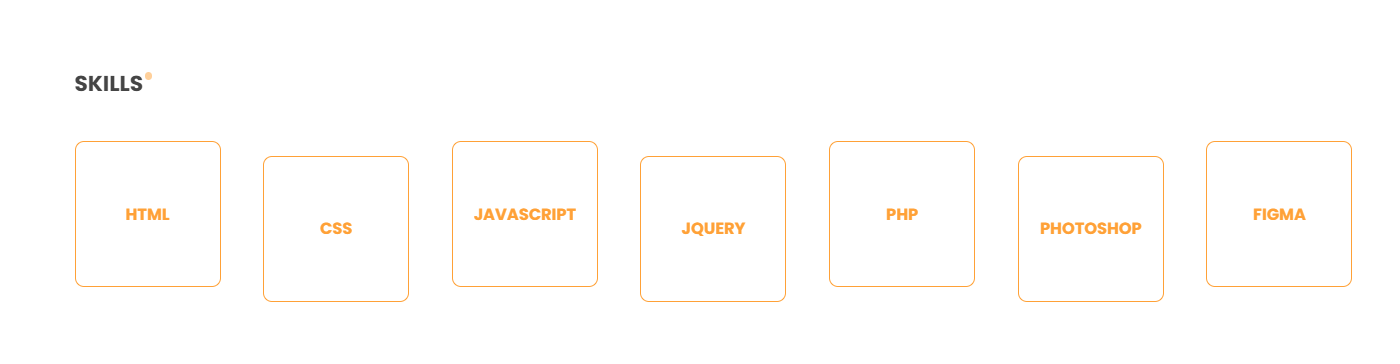 SKILLS
HTML
CSS
JAVASCRIPT
JQUERY
PHP
PHOTOSHOP
FIGMA